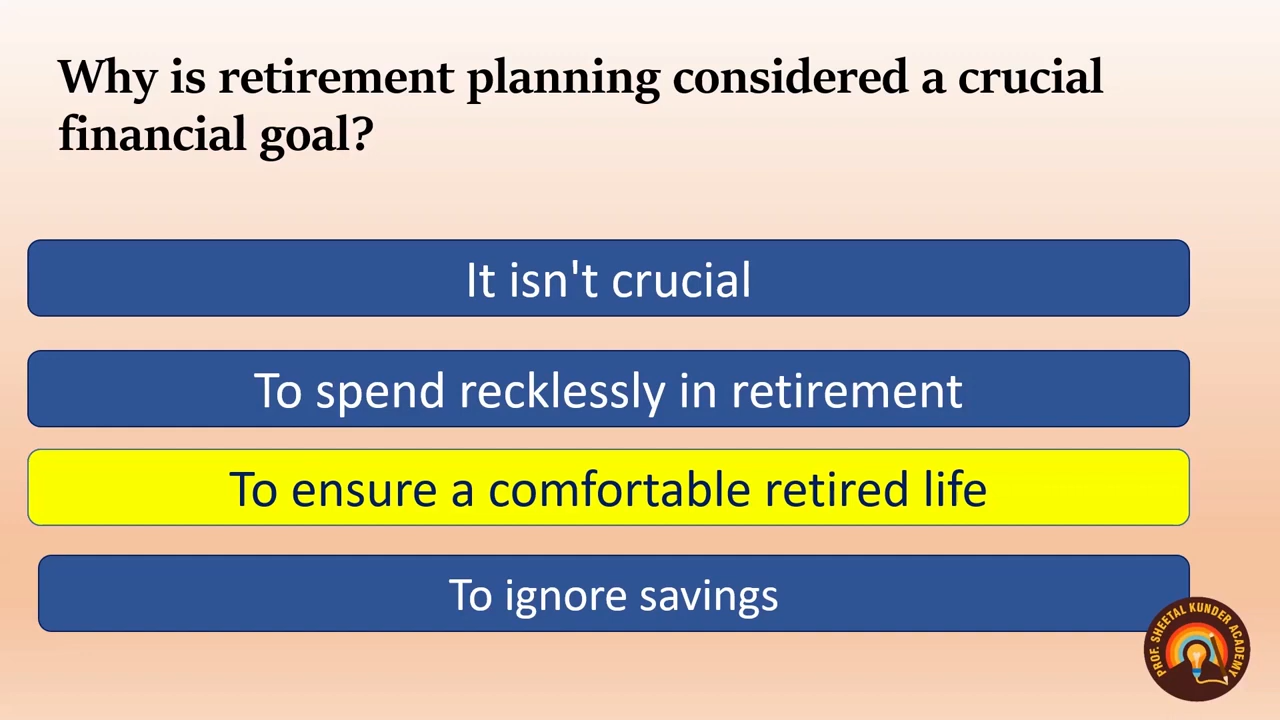 Why is retirement planning considered a crucial
financial goal?
It isn't crucial
To spend recklessly in retirement
To ensure a comfortable retired life
To ignore savings
PROF. SHEETAL KUNDER ACADEMY